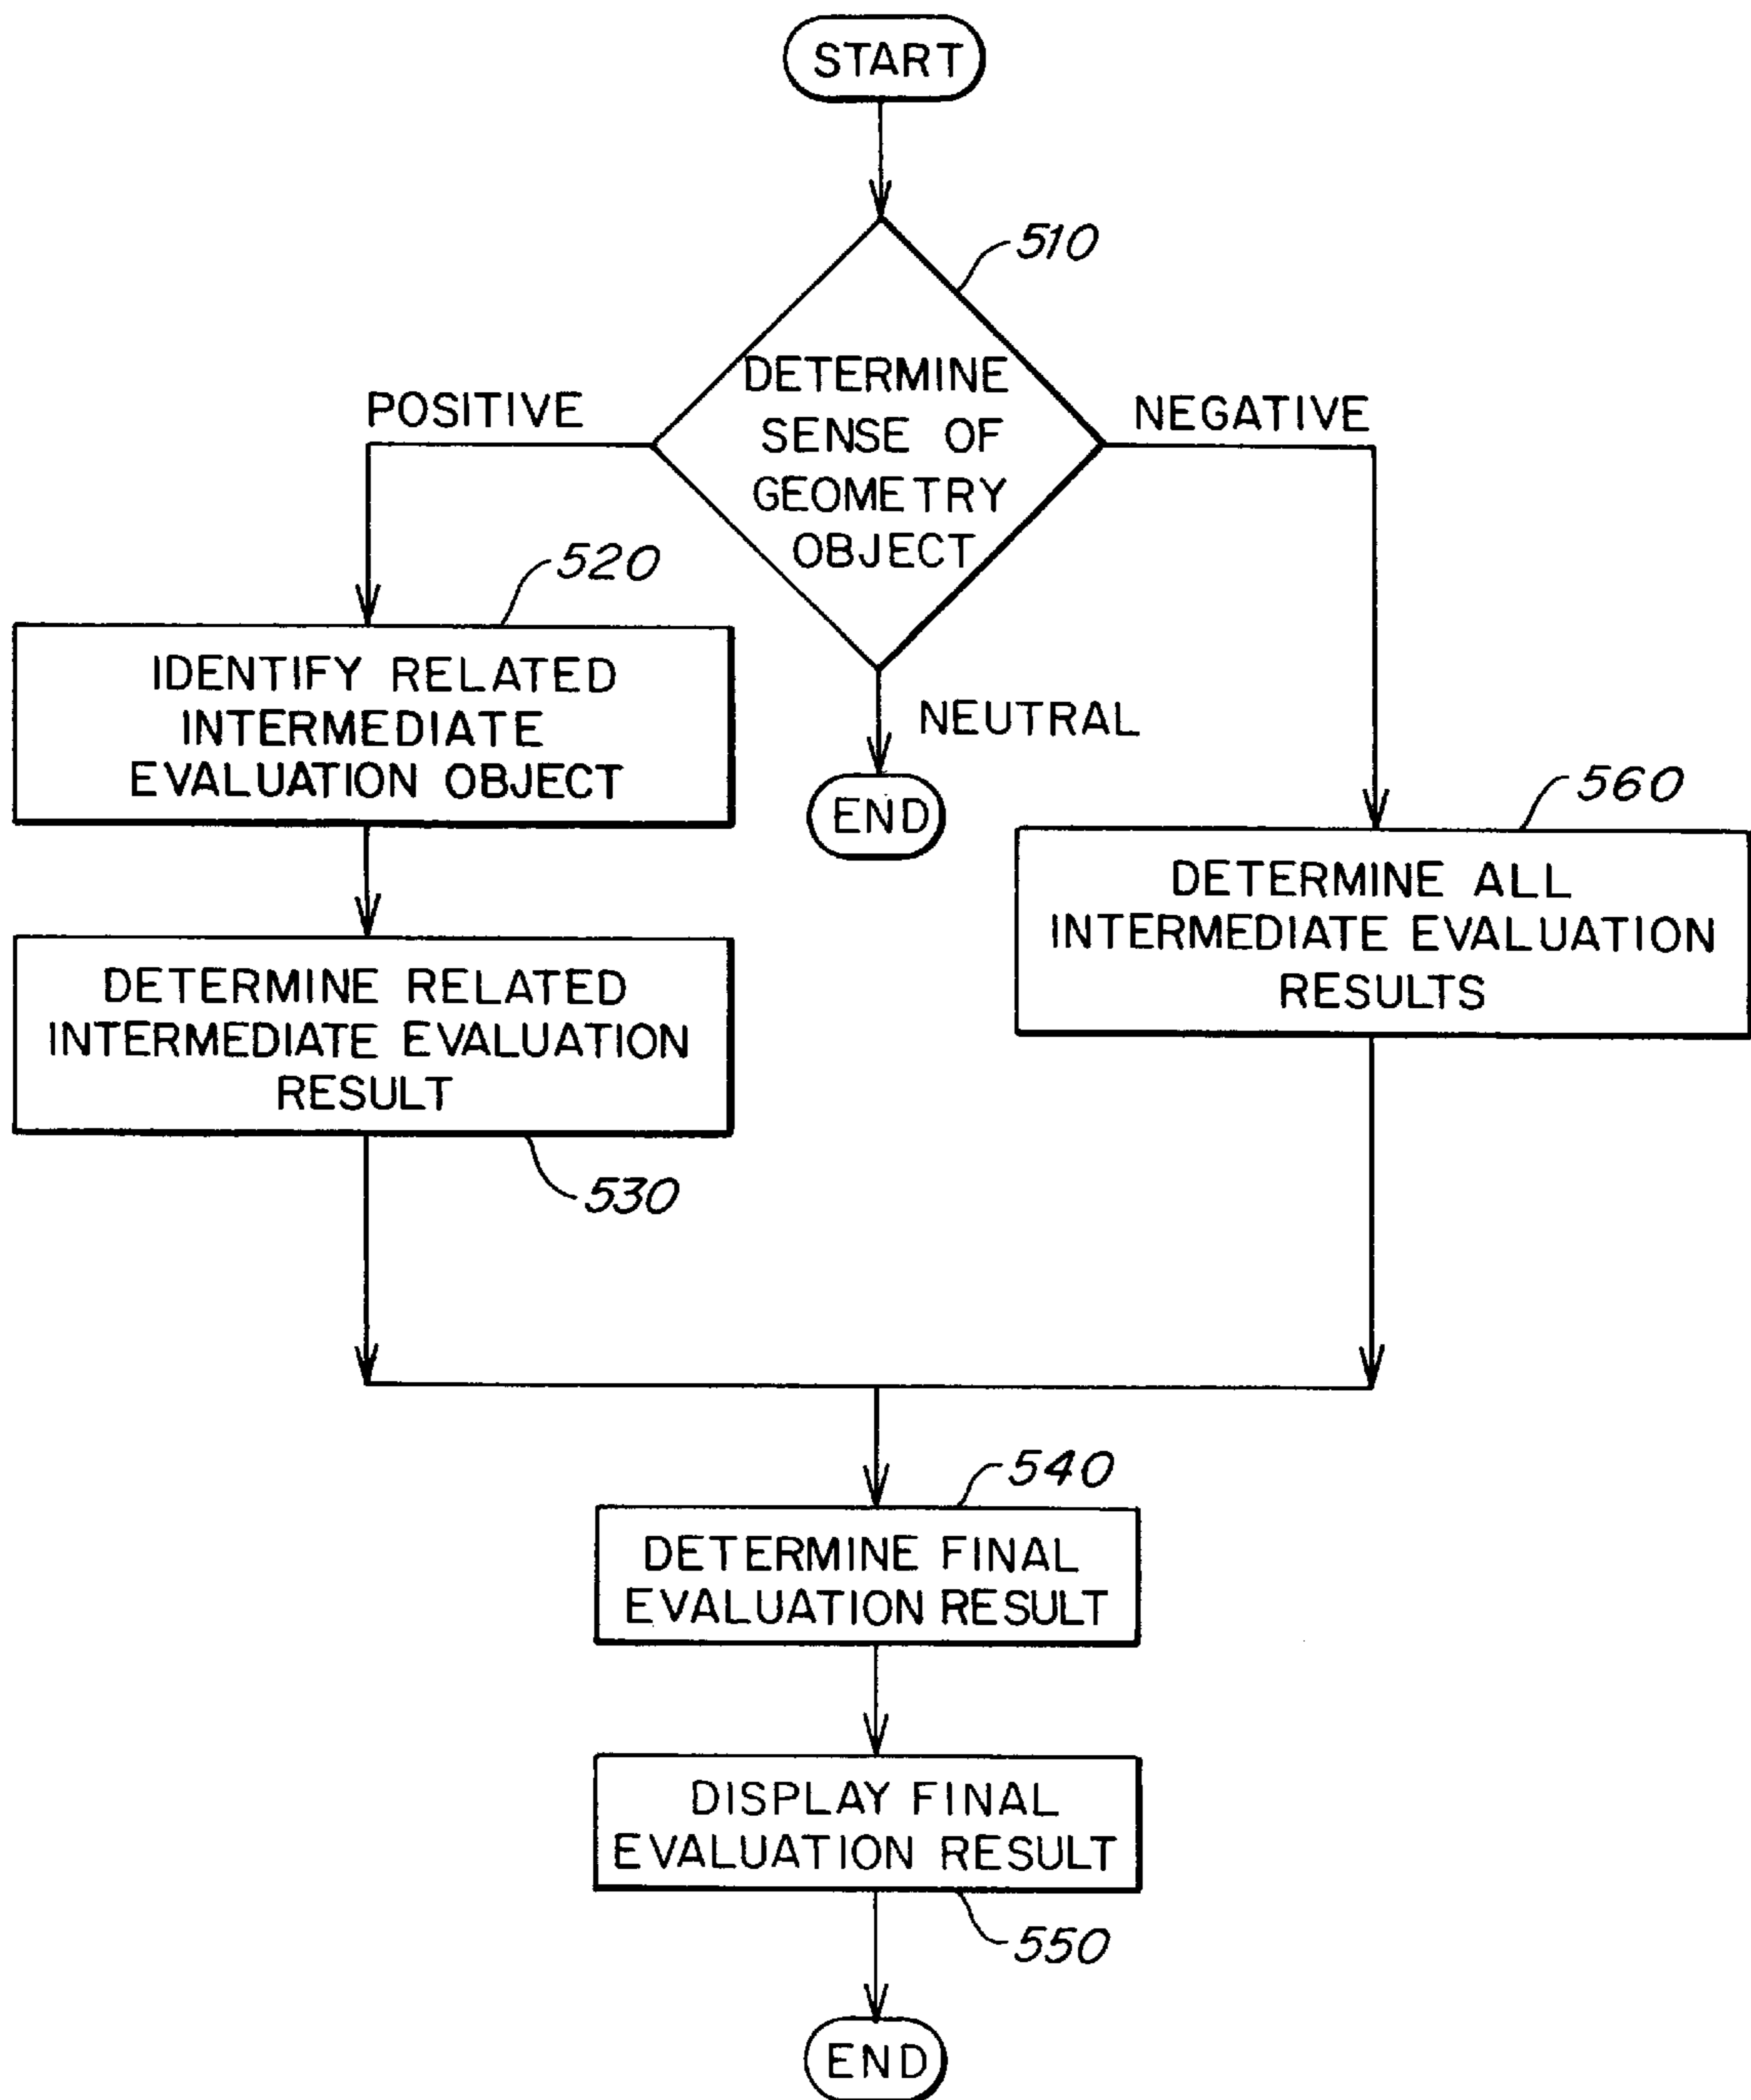 START
510
DETERMINE
SENSE OF
GEOMETRY
OBJECT
POSITIVE
NEGATIVE
NEUTRAL
END
520
IDENTIFY RELATED
INTERMEDIATE
EVALUATION OBJECT
560
DETERMINE ALL
INTERMEDIATE EVALUATION
RESULTS
DETERMINE RELATED
INTERMEDIATE EVALUATION
RESULT
530
540
DETERMINE FINAL
EVALUATION RESULT
DISPLAY FINAL
EVALUATION RESULT
550
END